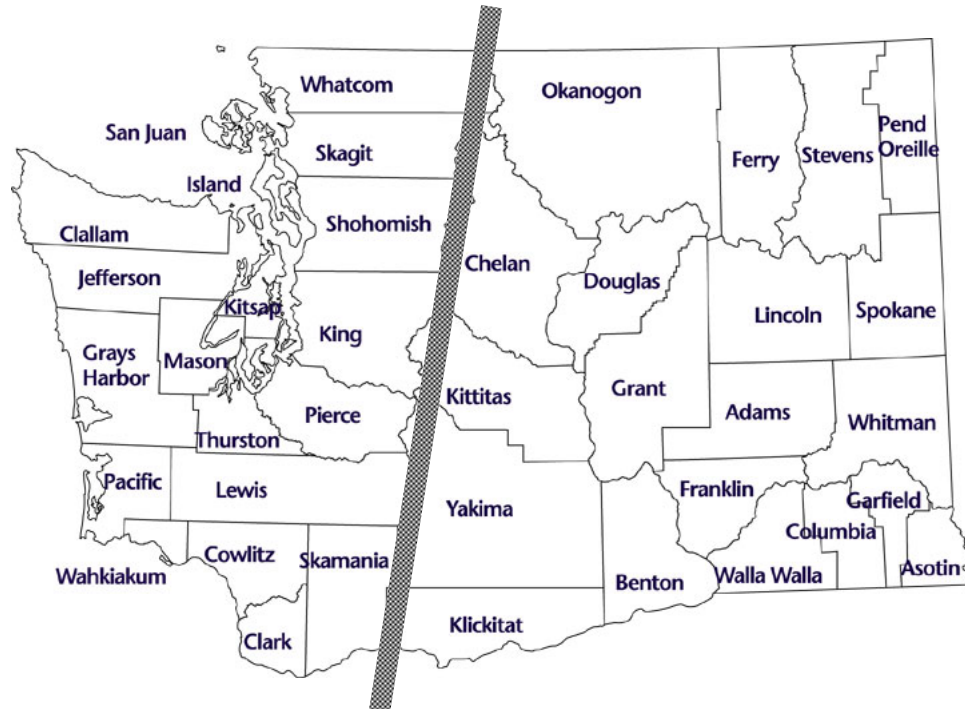 Whatcom
Okanogon
San Juan
Skagit
Ferry
Stevens
Pend
Oreille
Island
Shohomish
Clallam
Chelan
Jefferson
Douglas
Kitsap
Lincoln
Spokane
King
Grays
Harbor
Mason
Kittitas
Grant
Pierce
Adams
Whitman
Thurston
Pacific
Lewis
Yakima
Franklin
Garfield
Columbia
Cowlitz
Skamania
Wahkiakum
Benton
Walla Walla
Asotin
Clark
Klickitat